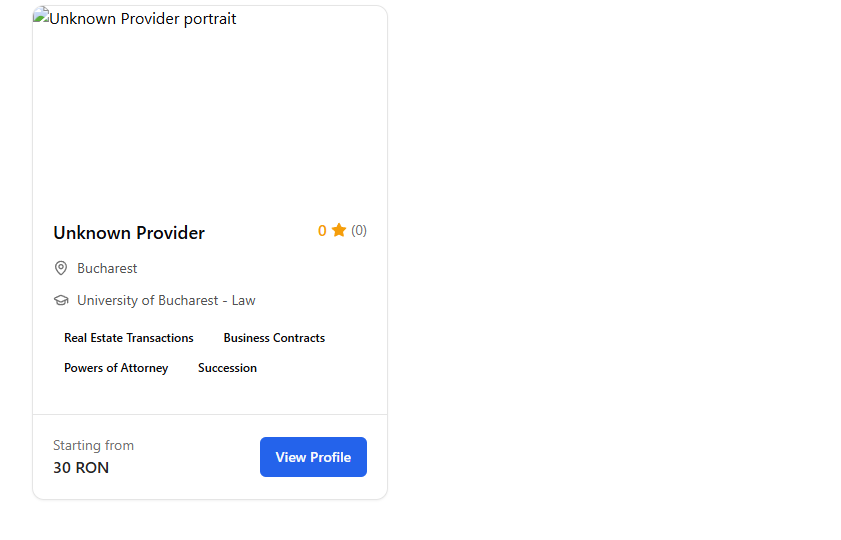 Unknown Provider portrait
Unknown Provider 0 (0)
Bucharest
University of Bucharest - Law
Real Estate Transactions Business Contracts
Powers of Attorney Succession
Starting from
30 RON
View Profile